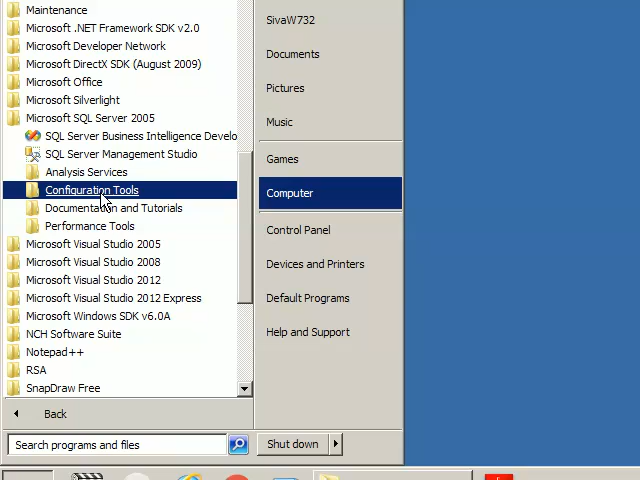 Maintenance
Microsoft .NET Framework SDK v2.0
Microsoft Developer Network
Microsoft DirectX SDK (August 2009)
Microsoft Office
Microsoft Silverlight
Microsoft SQL Server 2005
SQL Server Business Intelligence Develo
SQL Server Management Studio
Analysis Services
Configuration Tools
Documentation and Tutorials
Performance Tools
Microsoft Visual Studio 2005
Microsoft Visual Studio 2008
Microsoft Visual Studio 2012
Microsoft Visual Studio 2012 Express
Microsoft Windows SDK v6.0A
NCH Software Suite
Notepad++
RSA
SnapDraw Free
Back
Search programs and files
SivaW732
Documents
Pictures
Music
Games
Computer
Control Panel
Devices and Printers
Default Programs
Help and Support
Shut down